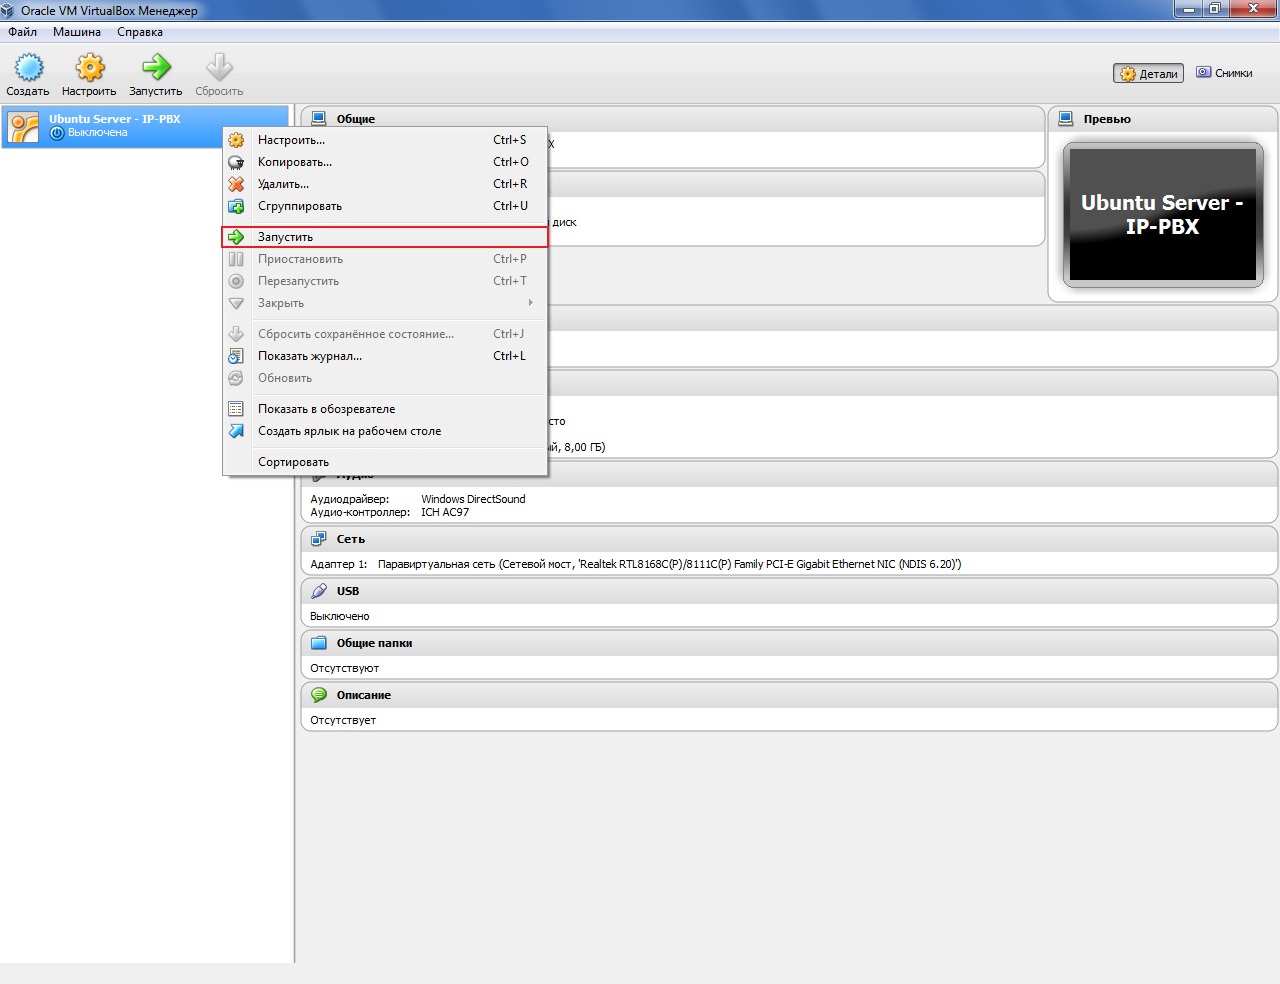 Oracle VM VirtualBox Менеджер
Файл Машина Справка
Создать Настроить Запустить Сбросить
Детали Снимки
Ubuntu Server - IP-PBX
Выключена
Настроить... Ctrl+S
Копировать... Ctrl+O
Удалить... Ctrl+R
Сгруппировать Ctrl+U
Запустить
Приостановить Ctrl+P
Перезапустить Ctrl+T
Закрыть
Сбросить сохранённое состояние... Ctrl+J
Показать журнал... Ctrl+L
Обновить
Показать в обозревателе
Создать ярлык на рабочем столе
Сортировать
Общие
X
диск
8,00 ГБ)
Аудио
Аудиодрайвер: Windows DirectSound
Аудио-контроллер: ICH AC97
Сеть
Адаптер 1: Паравиртуальная сеть (Сетевой мост, 'Realtek RTL8168C(P)/8111C(P) Family PCI-E Gigabit Ethernet NIC (NDIS 6.20)')
USB
Выключено
Общие папки
Отсутствуют
Описание
Отсутствует
Превью
Ubuntu Server -
IP-PBX